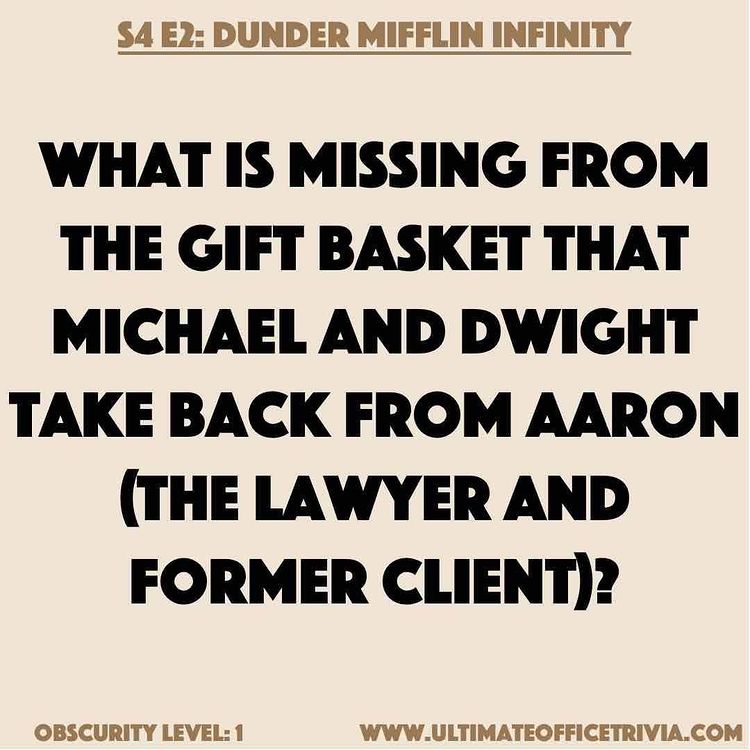 S4 E2: DUNDER MIFFLIN INFINITY
WHAT IS MISSING FROM
THE GIFT BASKET THAT
MICHAEL AND DWIGHT
TAKE BACK FROM AARON
(THE LAWYER AND
FORMER CLIENT)?
OBSCURITY LEVEL: 1
WWW.ULTIMATEOFFICETRIVIA.COM